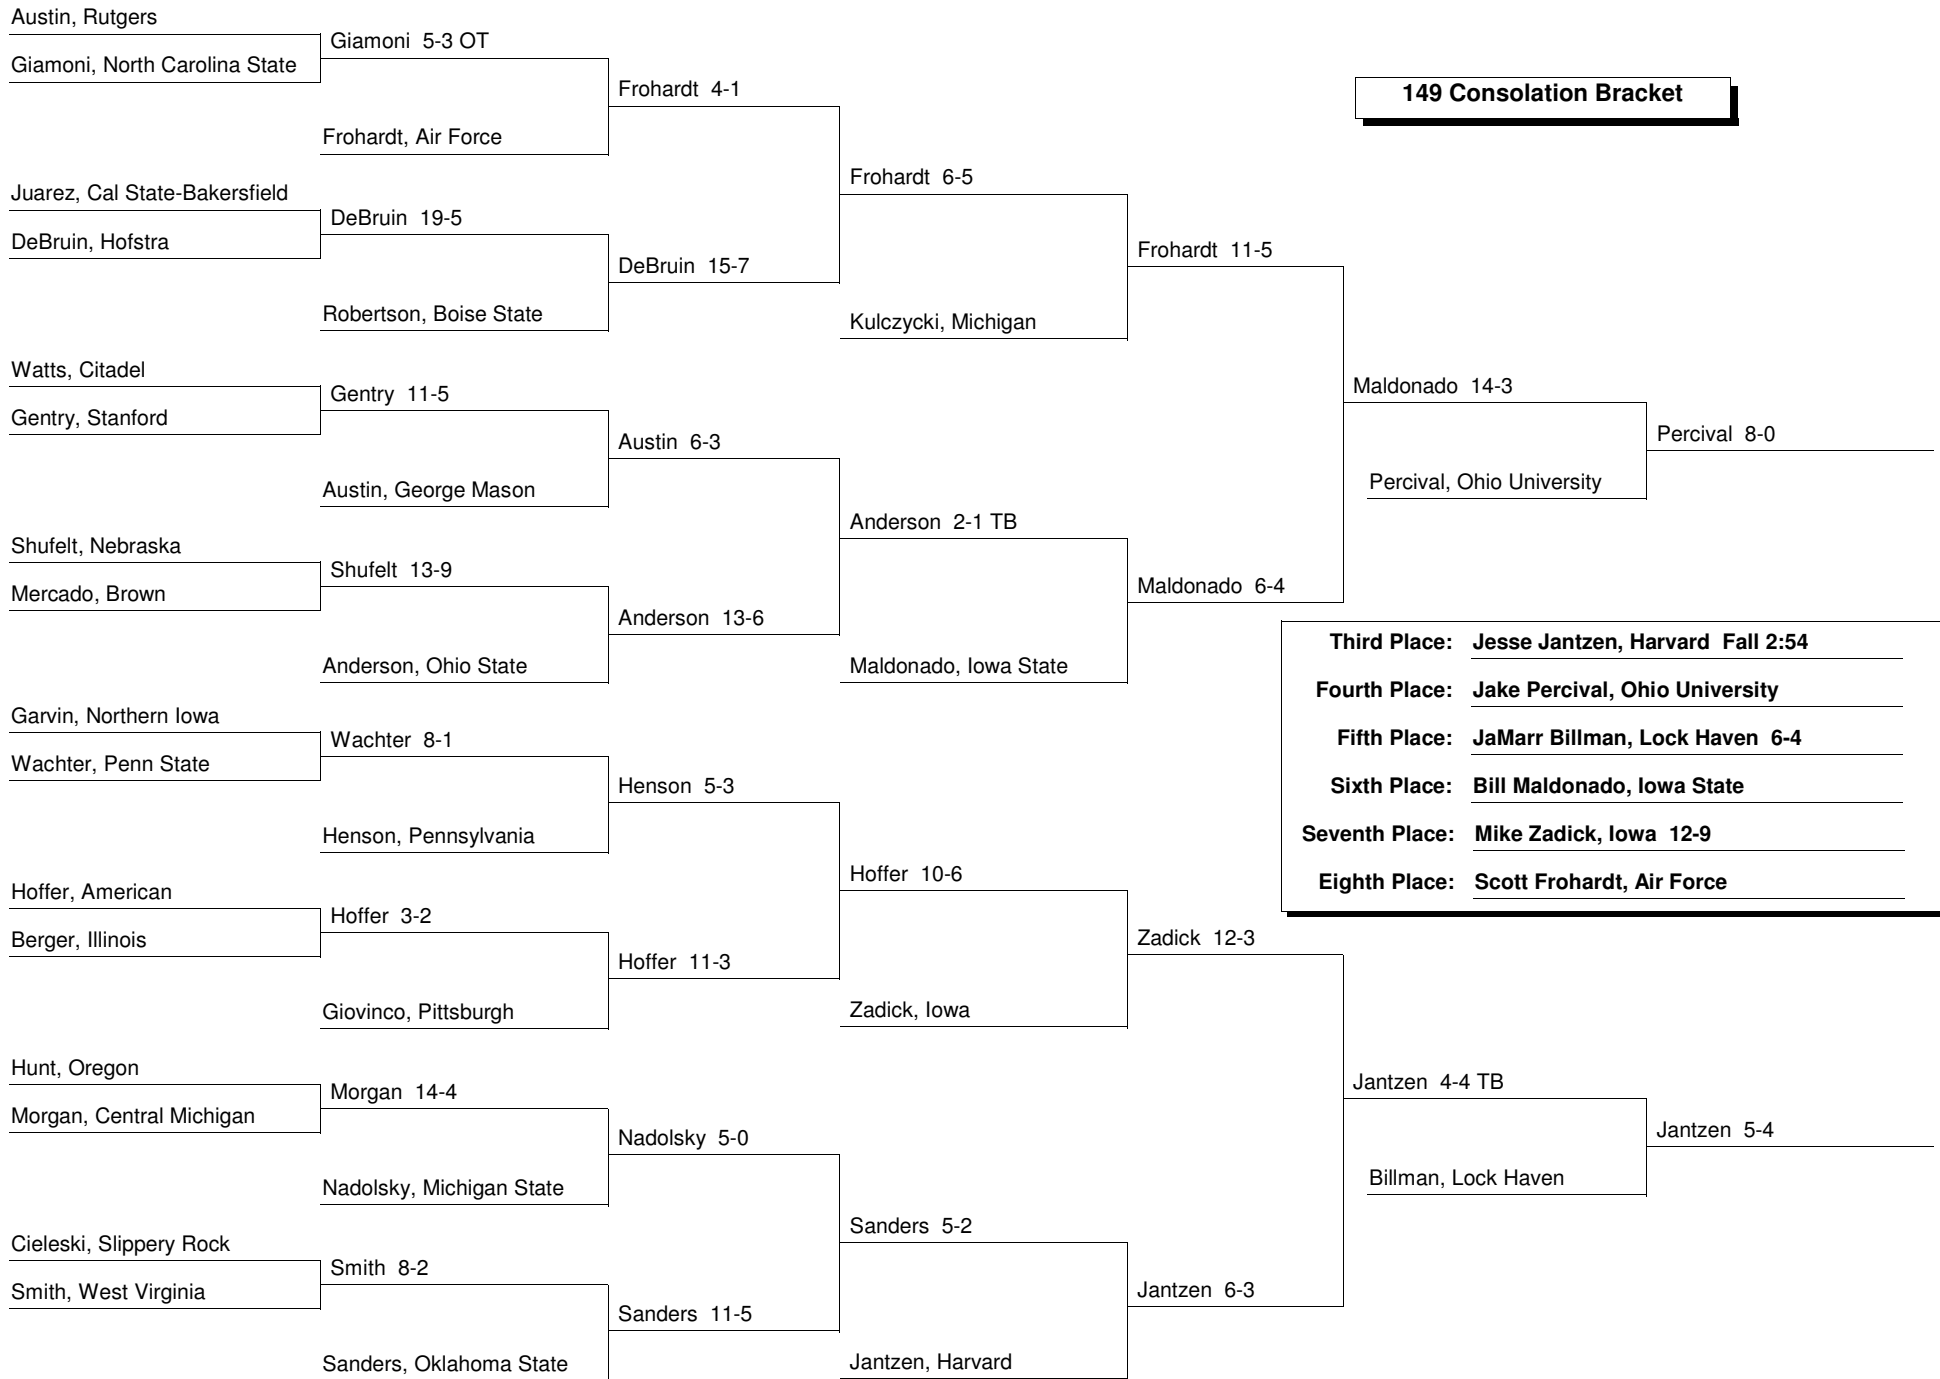 149 Consolation Bracket
Austin, Rutgers
Giamoni, North Carolina State
Juarez, Cal State-Bakersfield
DeBruin, Hofstra
Watts, Citadel
Gentry, Stanford
Shufelt, Nebraska
Mercado, Brown
Garvin, Northern Iowa
Wachter, Penn State
Hoffer, American
Berger, Illinois
Hunt, Oregon
Morgan, Central Michigan
Cieleski, Slippery Rock
Smith, West Virginia
Giamoni 5-3 OT
Frohardt, Air Force
DeBruin 19-5
Robertson, Boise State
Gentry 11-5
Austin, George Mason
Shufelt 13-9
Anderson, Ohio State
Wachter 8-1
Henson, Pennsylvania
Hoffer 3-2
Giovinco, Pittsburgh
Morgan 14-4
Nadolsky, Michigan State
Smith 8-2
Sanders, Oklahoma State
Frohardt 4-1
DeBruin 15-7
Austin 6-3
Anderson 13-6
Henson 5-3
Hoffer 11-3
Nadolsky 5-0
Sanders 11-5
Frohardt 6-5
Kulczycki, Michigan
Anderson 2-1 TB
Maldonado, Iowa State
Hoffer 10-6
Zadick, Iowa
Sanders 5-2
Jantzen, Harvard
Frohardt 11-5
Maldonado 6-4
Zadick 12-3
Jantzen 6-3
Maldonado 14-3
Percival, Ohio University
Jantzen 4-4 TB
Billman, Lock Haven
Percival 8-0
Jantzen 5-4
Third Place: Jesse Jantzen, Harvard Fall 2:54
Fourth Place: Jake Percival, Ohio University
Fifth Place: JaMarr Billman, Lock Haven 6-4
Sixth Place: Bill Maldonado, Iowa State
Seventh Place: Mike Zadick, Iowa 12-9
Eighth Place: Scott Frohardt, Air Force